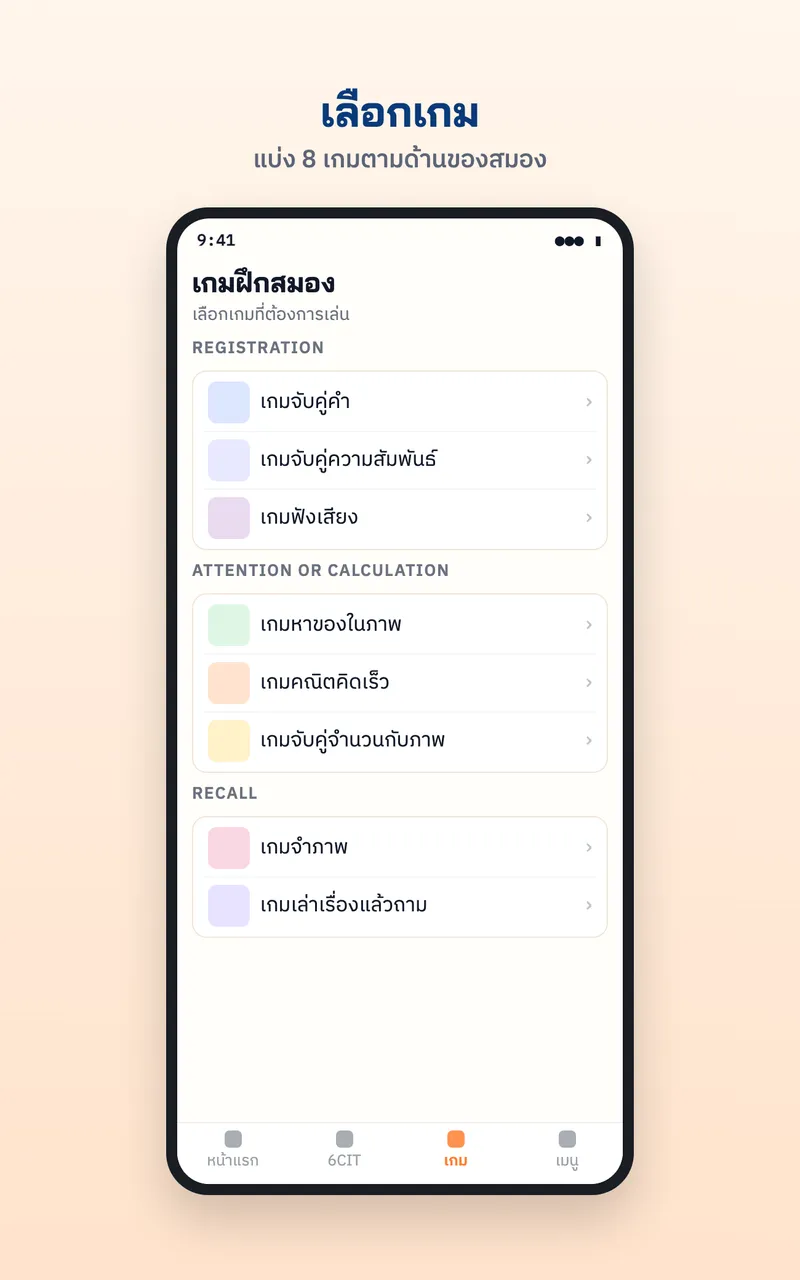 เลือกเกม
แบ่ง 8 เกมตามด้านของสมอง
9:41
เกมฝึกสมอง
เลือกเกมที่ต้องการเล่น
REGISTRATION
เกมจับคู่คำ
เกมจับคู่ความสัมพันธ์
เกมฟังเสียง
ATTENTION OR CALCULATION
เกมหาของในภาพ
เกมคณิตคิดเร็ว
เกมจับคู่จำนวนกับภาพ
RECALL
เกมจำภาพ
เกมเล่าเรื่องแล้วถาม
หน้าแรก 6CIT เกม เมนู